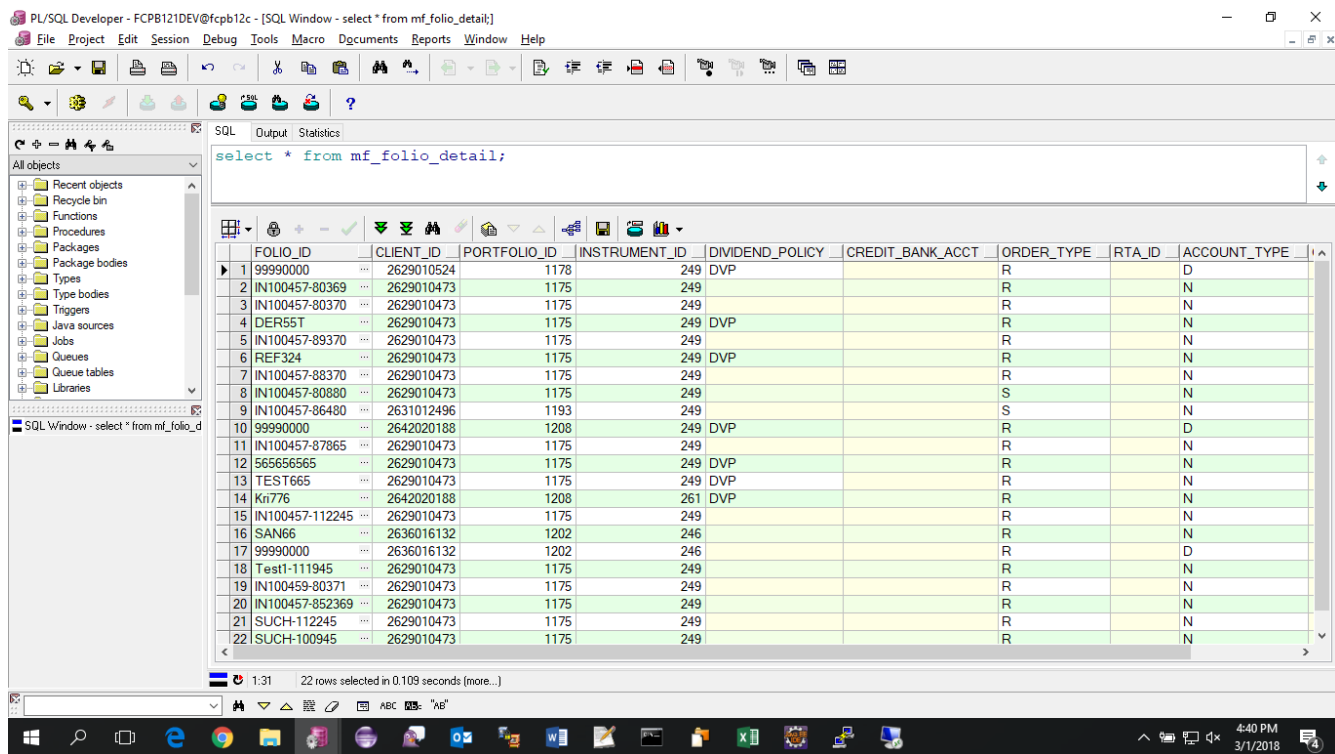 PL/SQL Developer - FCPB121DEV@fcpb12c - [SQL Window - select * from mf_folio_detail;]
File Project Edit Session Debug Tools Macro Documents Reports Window Help
SQL Output Statistics
All objects
select * from mf_folio_detail;
Recent objects
Recycle bin
Functions
Procedures
Packages
Package bodies
Types
Type bodies
Triggers
Java sources
Jobs
Queues
Queue tables
Libraries
SQL Window - select * from mf_folio_d
FOLIO_ID CLIENT_ID PORTFOLIO_ID INSTRUMENT_ID DIVIDEND_POLICY CREDIT_BANK_ACCT ORDER_TYPE RTA_ID ACCOUNT_TYPE
1 99990000 ... 2629010524 1178 249 DVP R D
2 IN100457-80369 ... 2629010473 1175 249 R N
3 IN100457-80370 ... 2629010473 1175 249 R N
4 DER55T ... 2629010473 1175 249 DVP R N
5 IN100457-89370 ... 2629010473 1175 249 R N
6 REF324 ... 2629010473 1175 249 DVP R N
7 IN100457-88370 ... 2629010473 1175 249 R N
8 IN100457-80880 ... 2629010473 1175 249 S N
9 IN100457-86480 ... 2631012496 1193 249 S N
10 99990000 ... 2642020188 1208 249 DVP R D
11 IN100457-87865 ... 2629010473 1175 249 R N
12 565656565 ... 2629010473 1175 249 DVP R N
13 TEST665 ... 2629010473 1175 249 DVP R N
14 Kri776 ... 2642020188 1208 261 DVP R N
15 IN100457-112245 ... 2629010473 1175 249 R N
16 SAN66 ... 2636016132 1202 246 R N
17 99990000 ... 2636016132 1202 246 R D
18 Test1-111945 ... 2629010473 1175 249 R N
19 IN100459-80371 ... 2629010473 1175 249 R N
20 IN100457-852369 ... 2629010473 1175 249 R N
21 SUCH-112245 ... 2629010473 1175 249 R N
22 SUCH-100945 ... 2629010473 1175 249 R N
1:31 22 rows selected in 0.109 seconds (more...)
ABC AB "AB"
4:40 PM
3/1/2018
4